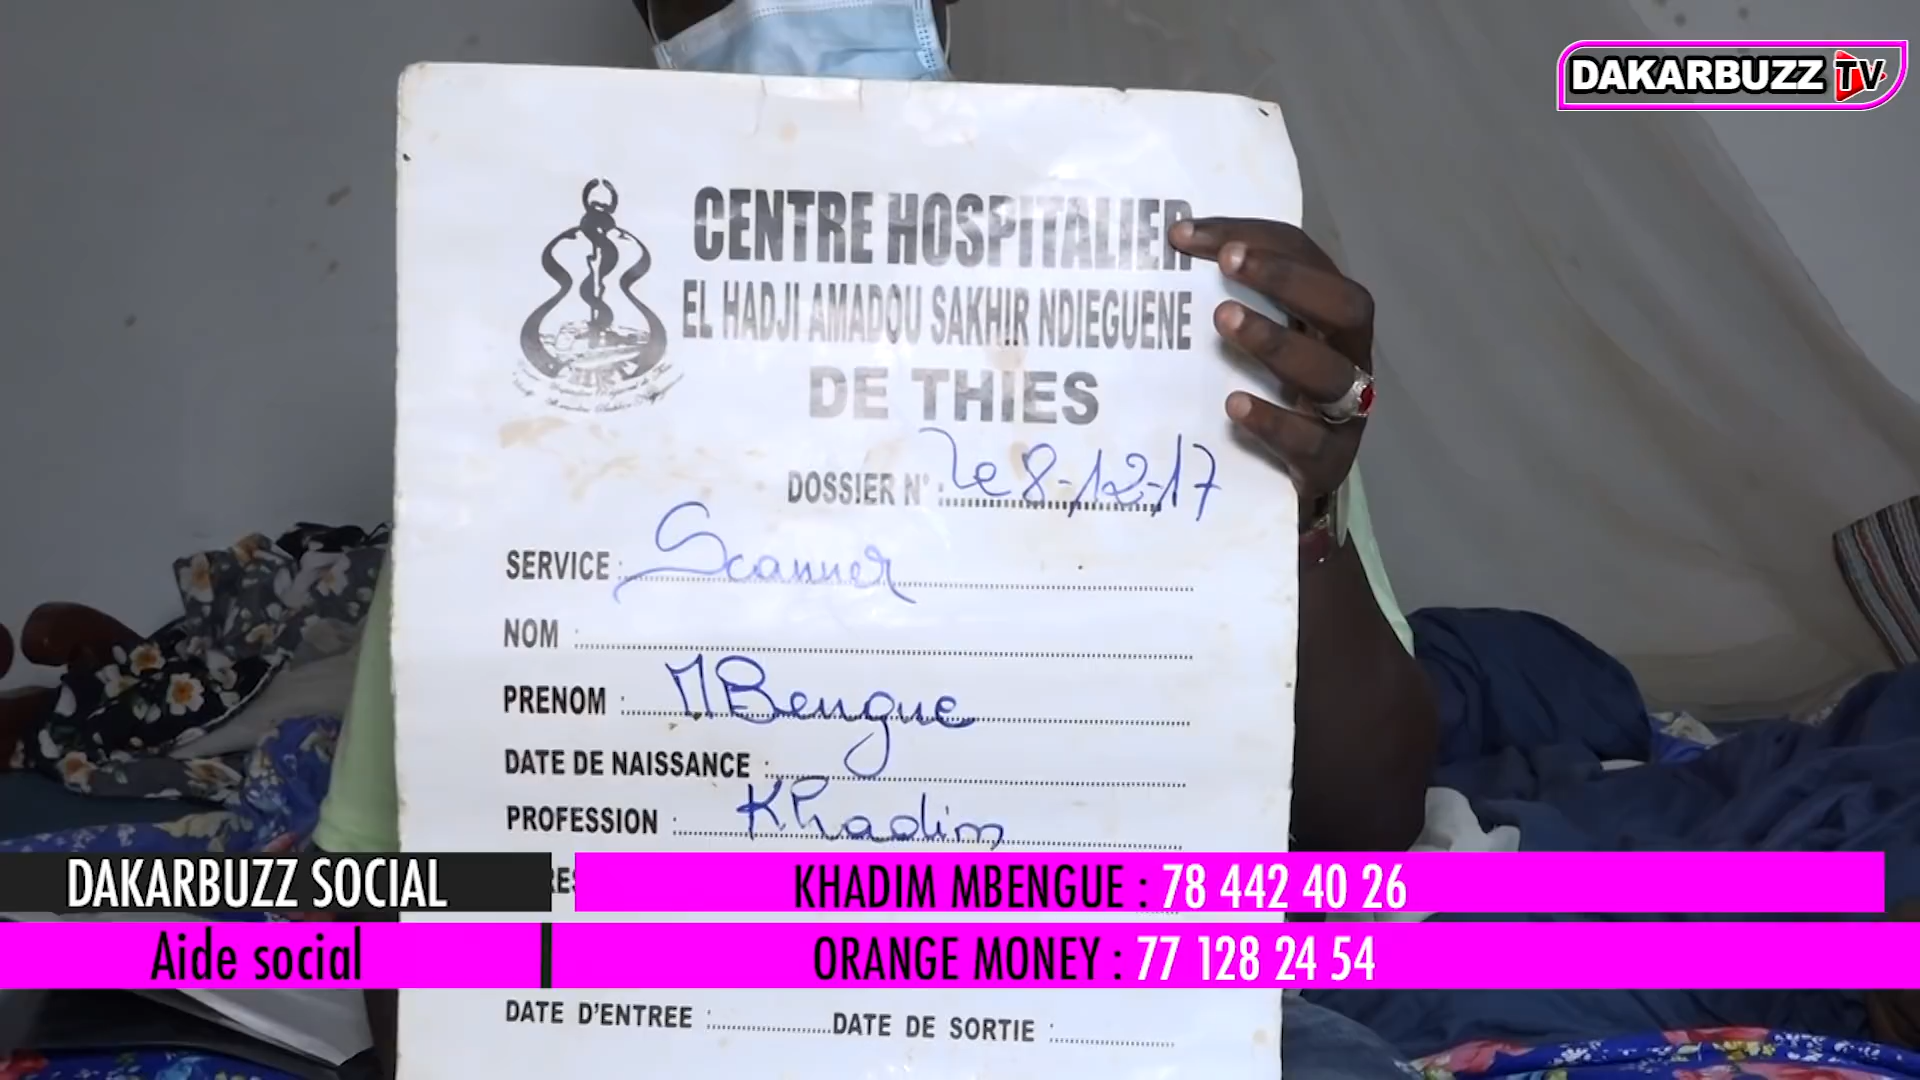 DAKARBUZZ TV
CENTRE HOSPITALIER
EL HADJI AMADOU SAKHIR NDIEGUENE
DE THIES
DOSSIER N° : le 8-12-17
SERVICE : Scanner
NOM :
PRENOM : MBengue
DATE DE NAISSANCE :
PROFESSION : Khadim
DAKARBUZZ SOCIAL
KHADIM MBENGUE : 78 442 40 26
Aide social
ORANGE MONEY : 77 128 24 54
DATE D'ENTREE : DATE DE SORTIE :